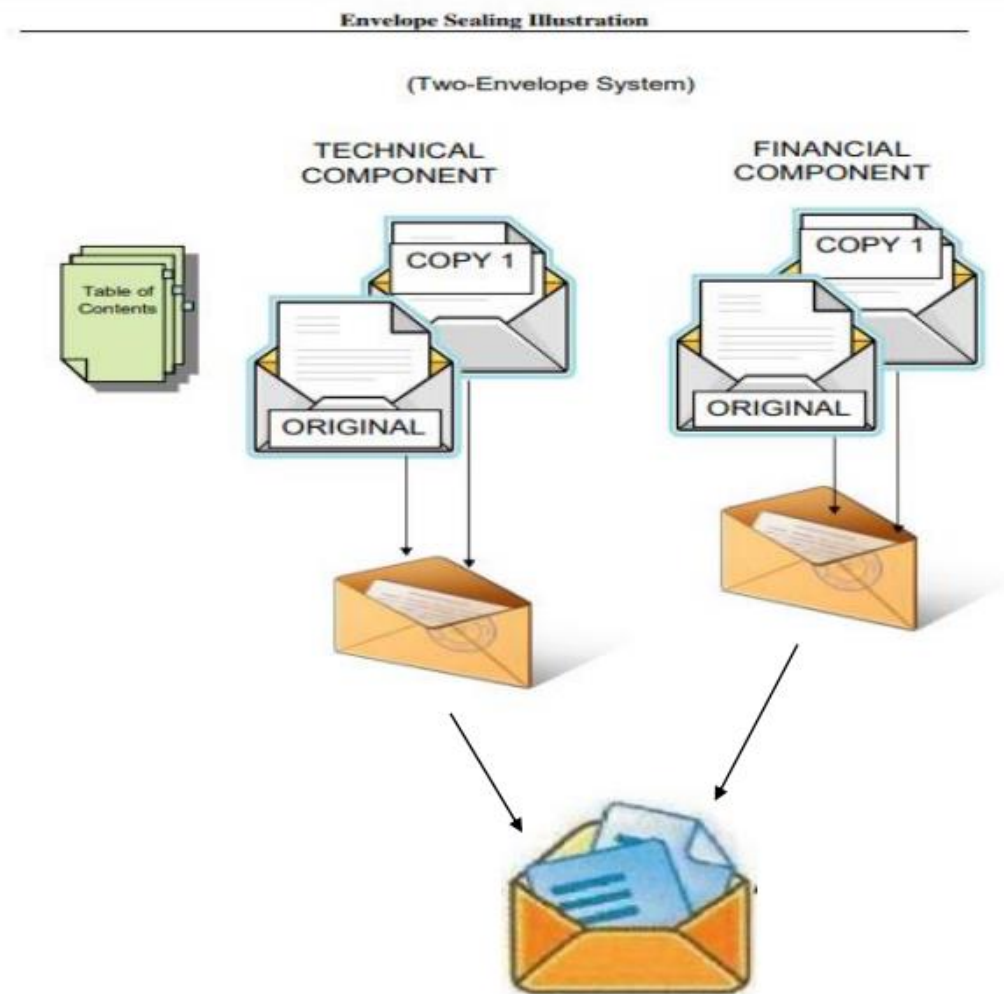 Envelope Sealing Illustration
(Two-Envelope System)
TECHNICAL
COMPONENT
FINANCIAL
COMPONENT
Table of
Contents
COPY 1
ORIGINAL
COPY 1
ORIGINAL